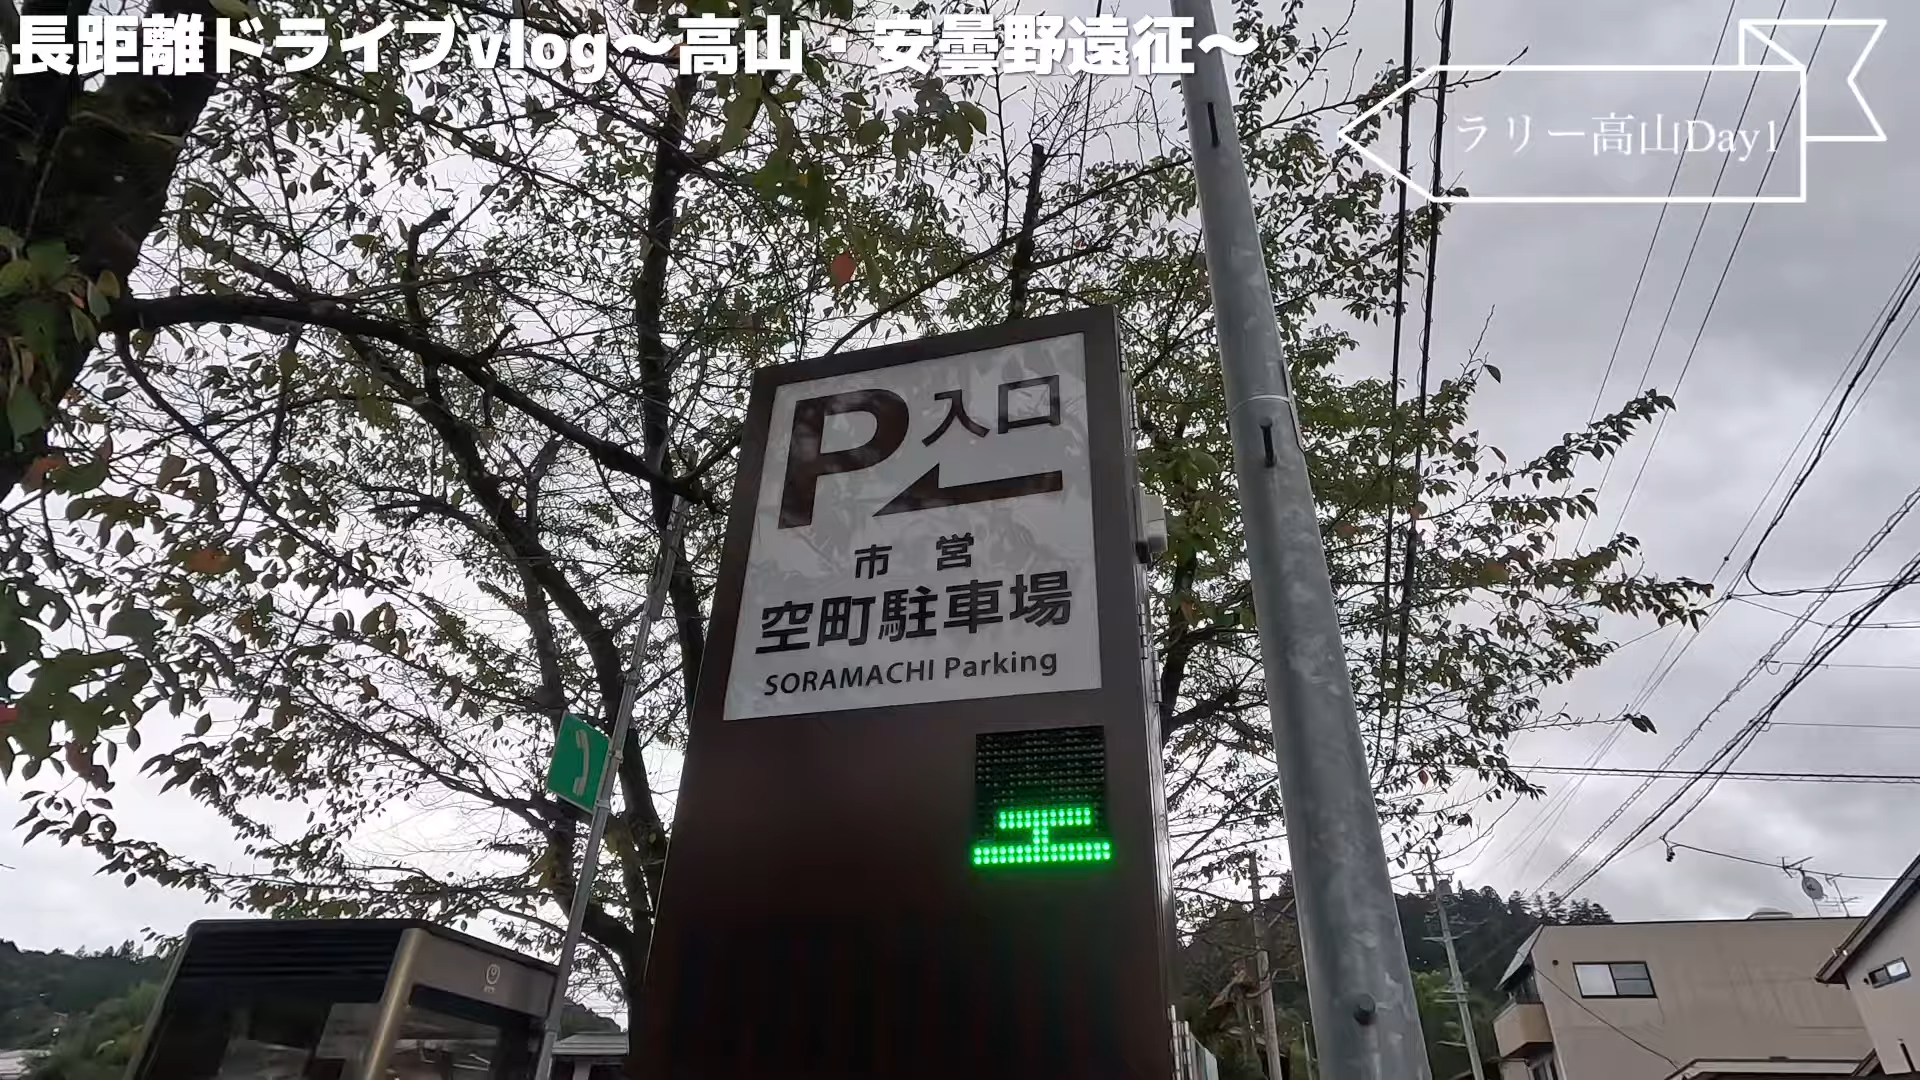 長距離ドライブvlog〜高山・安曇野遠征〜
ラリー高山Day1
P入口
市営
空町駐車場
SORAMACHI Parking